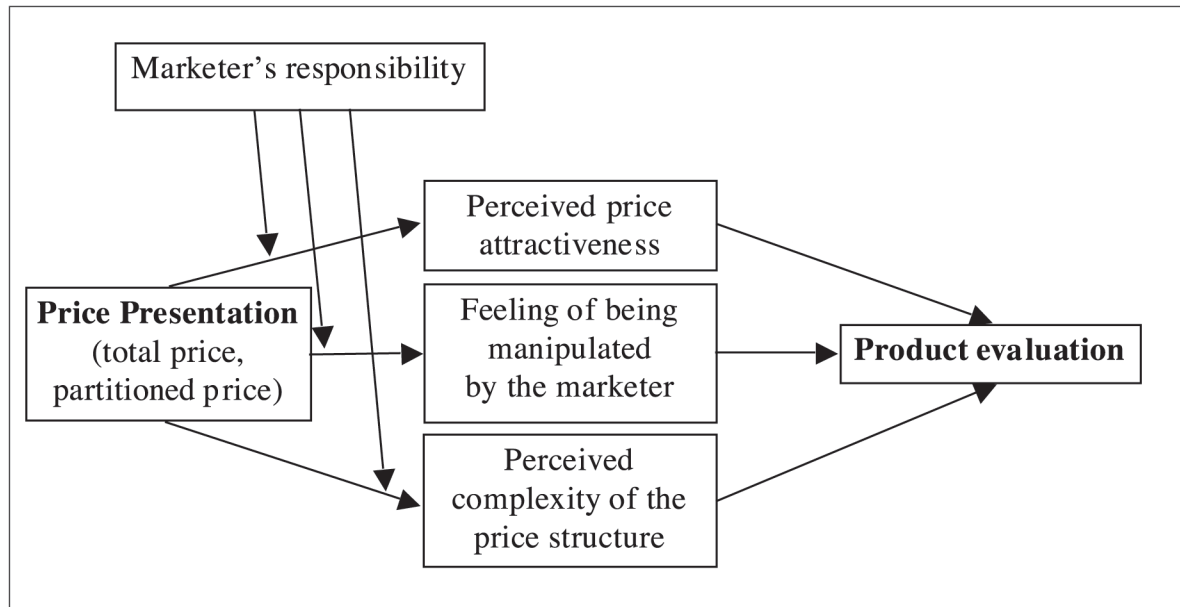 Marketer’s responsibility
Perceived price
attractiveness
Price Presentation
(total price,
partitioned price)
Feeling of being
manipulated
by the marketer
Product evaluation
Perceived
complexity of the
price structure